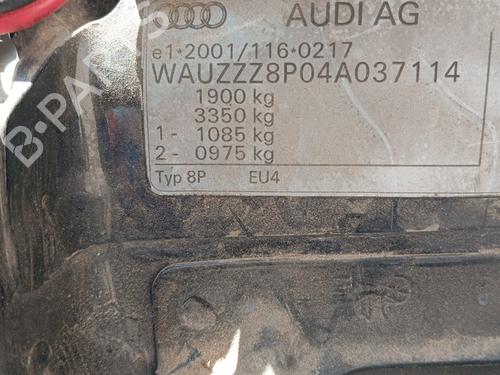 AUDI AG
e1*2001/116*0217
WAUZZZ8P04A037114
1900 kg
3350 kg
1- 1085 kg
2- 0975 kg
Typ 8P EU4
B-PARTS